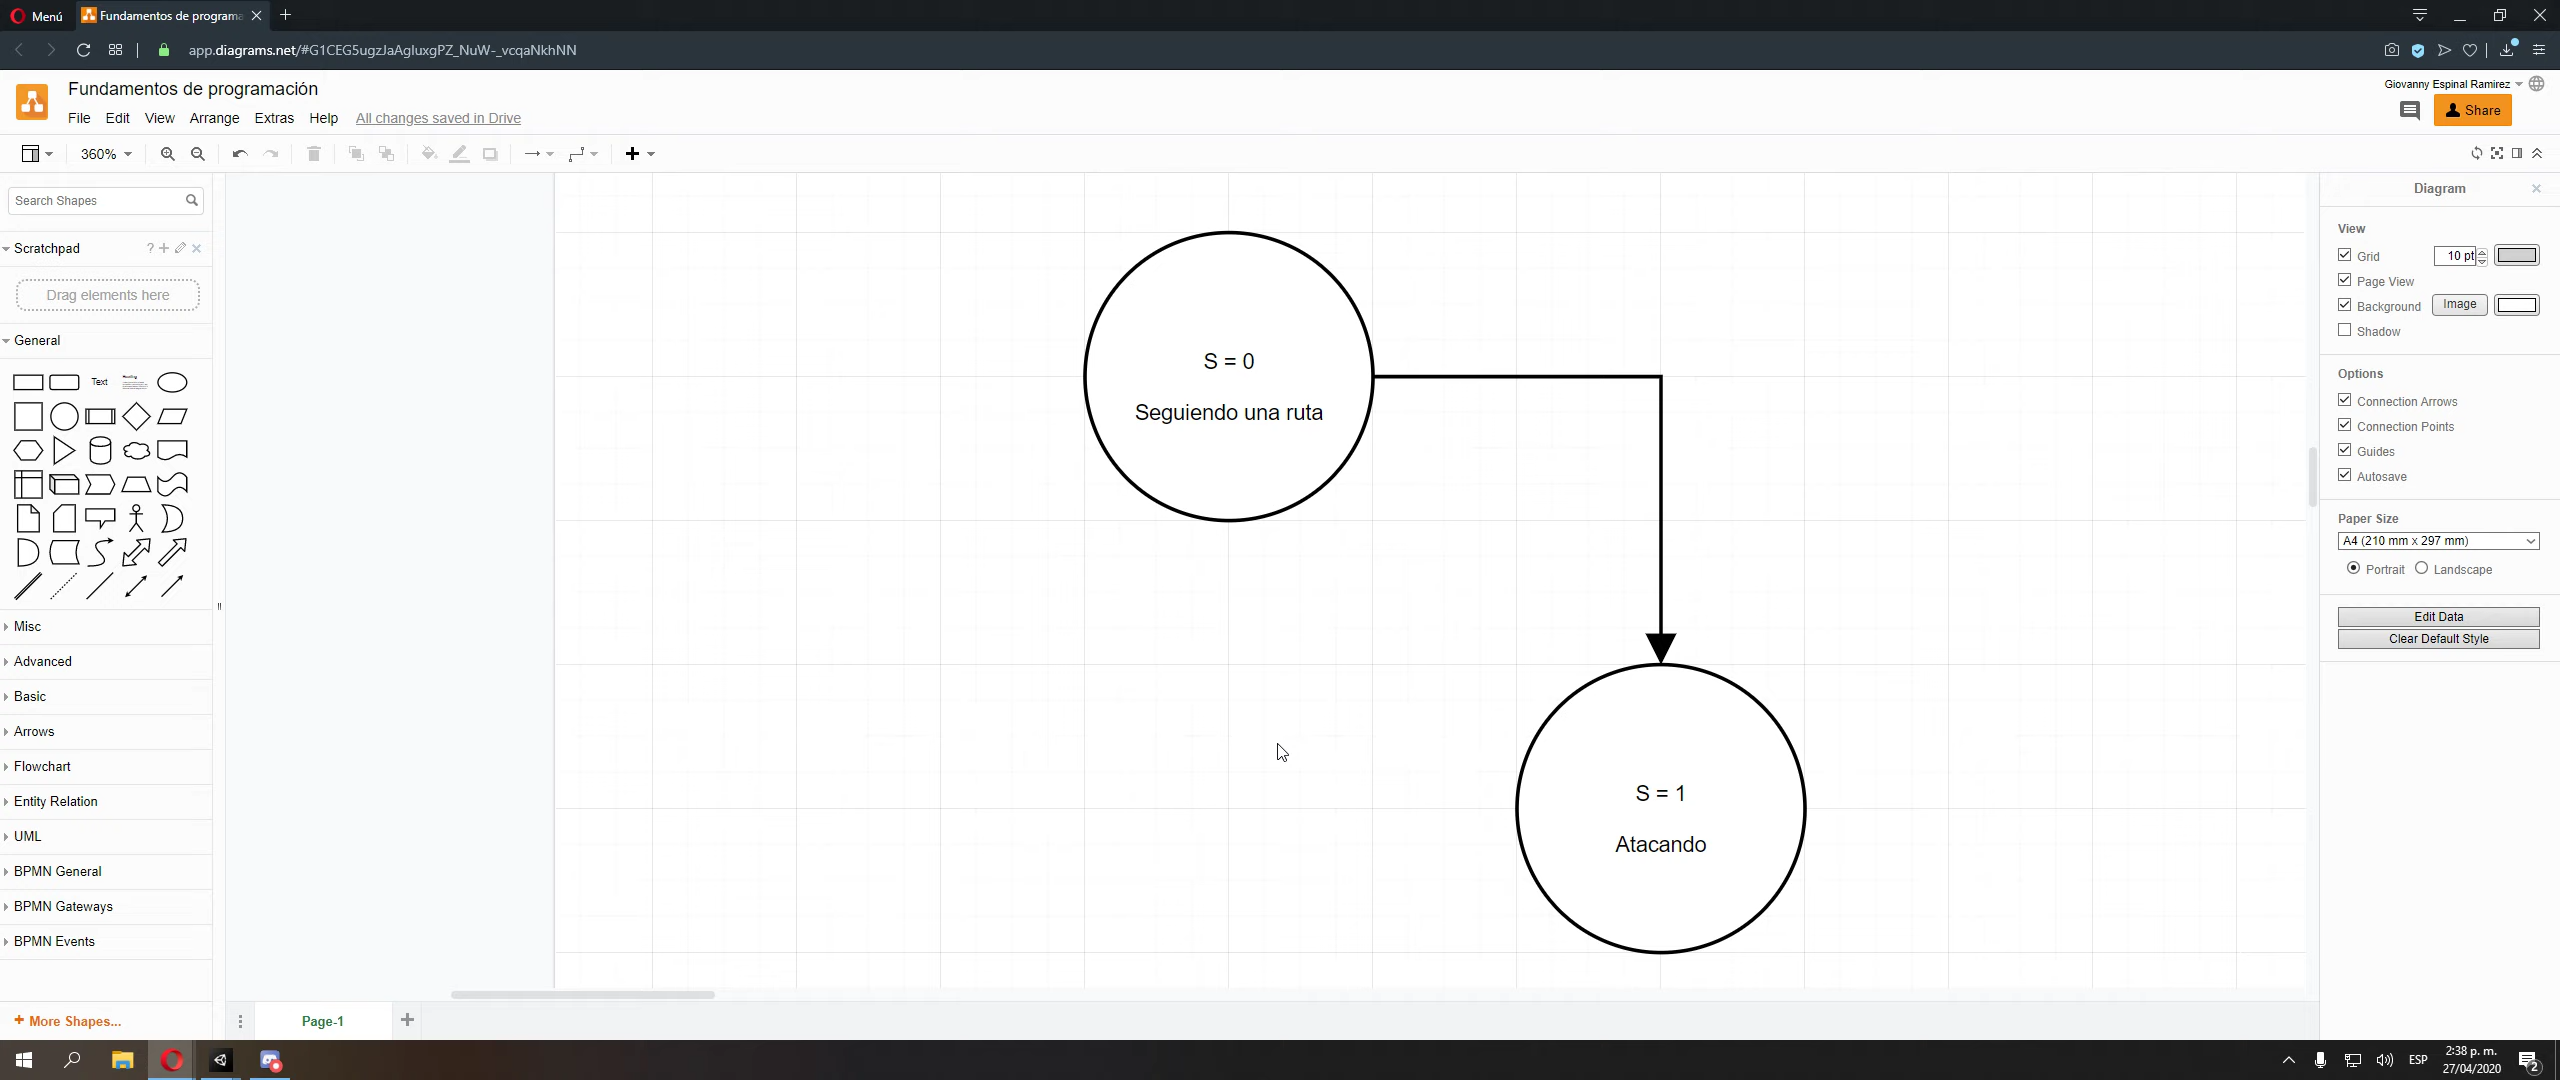 Menú
Fundamentos de programa
app.diagrams.net/#G1CEG5ugzJaAgluxgPZ_NuW-_vcqaNkhNN
Fundamentos de programación
Giovanny Espinal Ramirez
File Edit View Arrange Extras Help All changes saved in Drive
Share
360%
Search Shapes
Scratchpad
?
Drag elements here
General
Text
Heading
Misc
Advanced
Basic
Arrows
Flowchart
Entity Relation
UML
BPMN General
BPMN Gateways
BPMN Events
+ More Shapes...
S = 0
Seguiendo una ruta
S = 1
Atacando
Page-1
Diagram
View
Grid 10 pt
Page View
Background Image
Shadow
Options
Connection Arrows
Connection Points
Guides
Autosave
Paper Size
A4 (210 mm x 297 mm)
Portrait Landscape
Edit Data
Clear Default Style
ESP
2:38 p. m.
27/04/2020
2